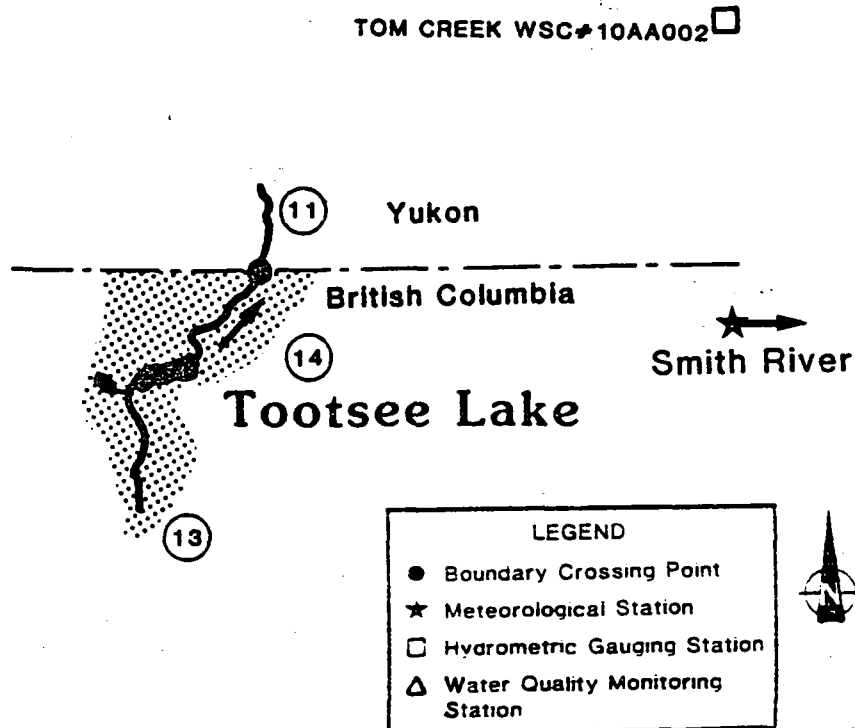 TOM CREEK WSC#10AA002
11
Yukon
British Columbia
Smith River
14
Tootsee Lake
13
LEGEND
Boundary Crossing Point
Meteorological Station
Hydrometric Gauging Station
Water Quality Monitoring
Station
N